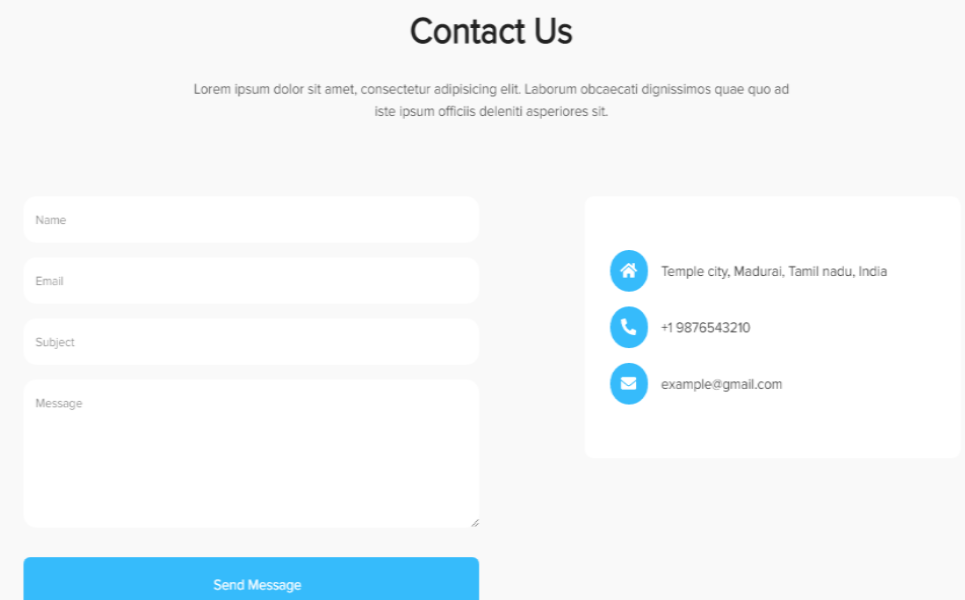 Contact Us
Lorem ipsum dolor sit amet, consectetur adipisicing elit. Laborum obcaecati dignissimos quae quo ad
iste ipsum officiis deleniti asperiores sit.
Name
Email
Subject
Message
Send Message
Temple city, Madurai, Tamil nadu, India
+1 9876543210
example@gmail.com